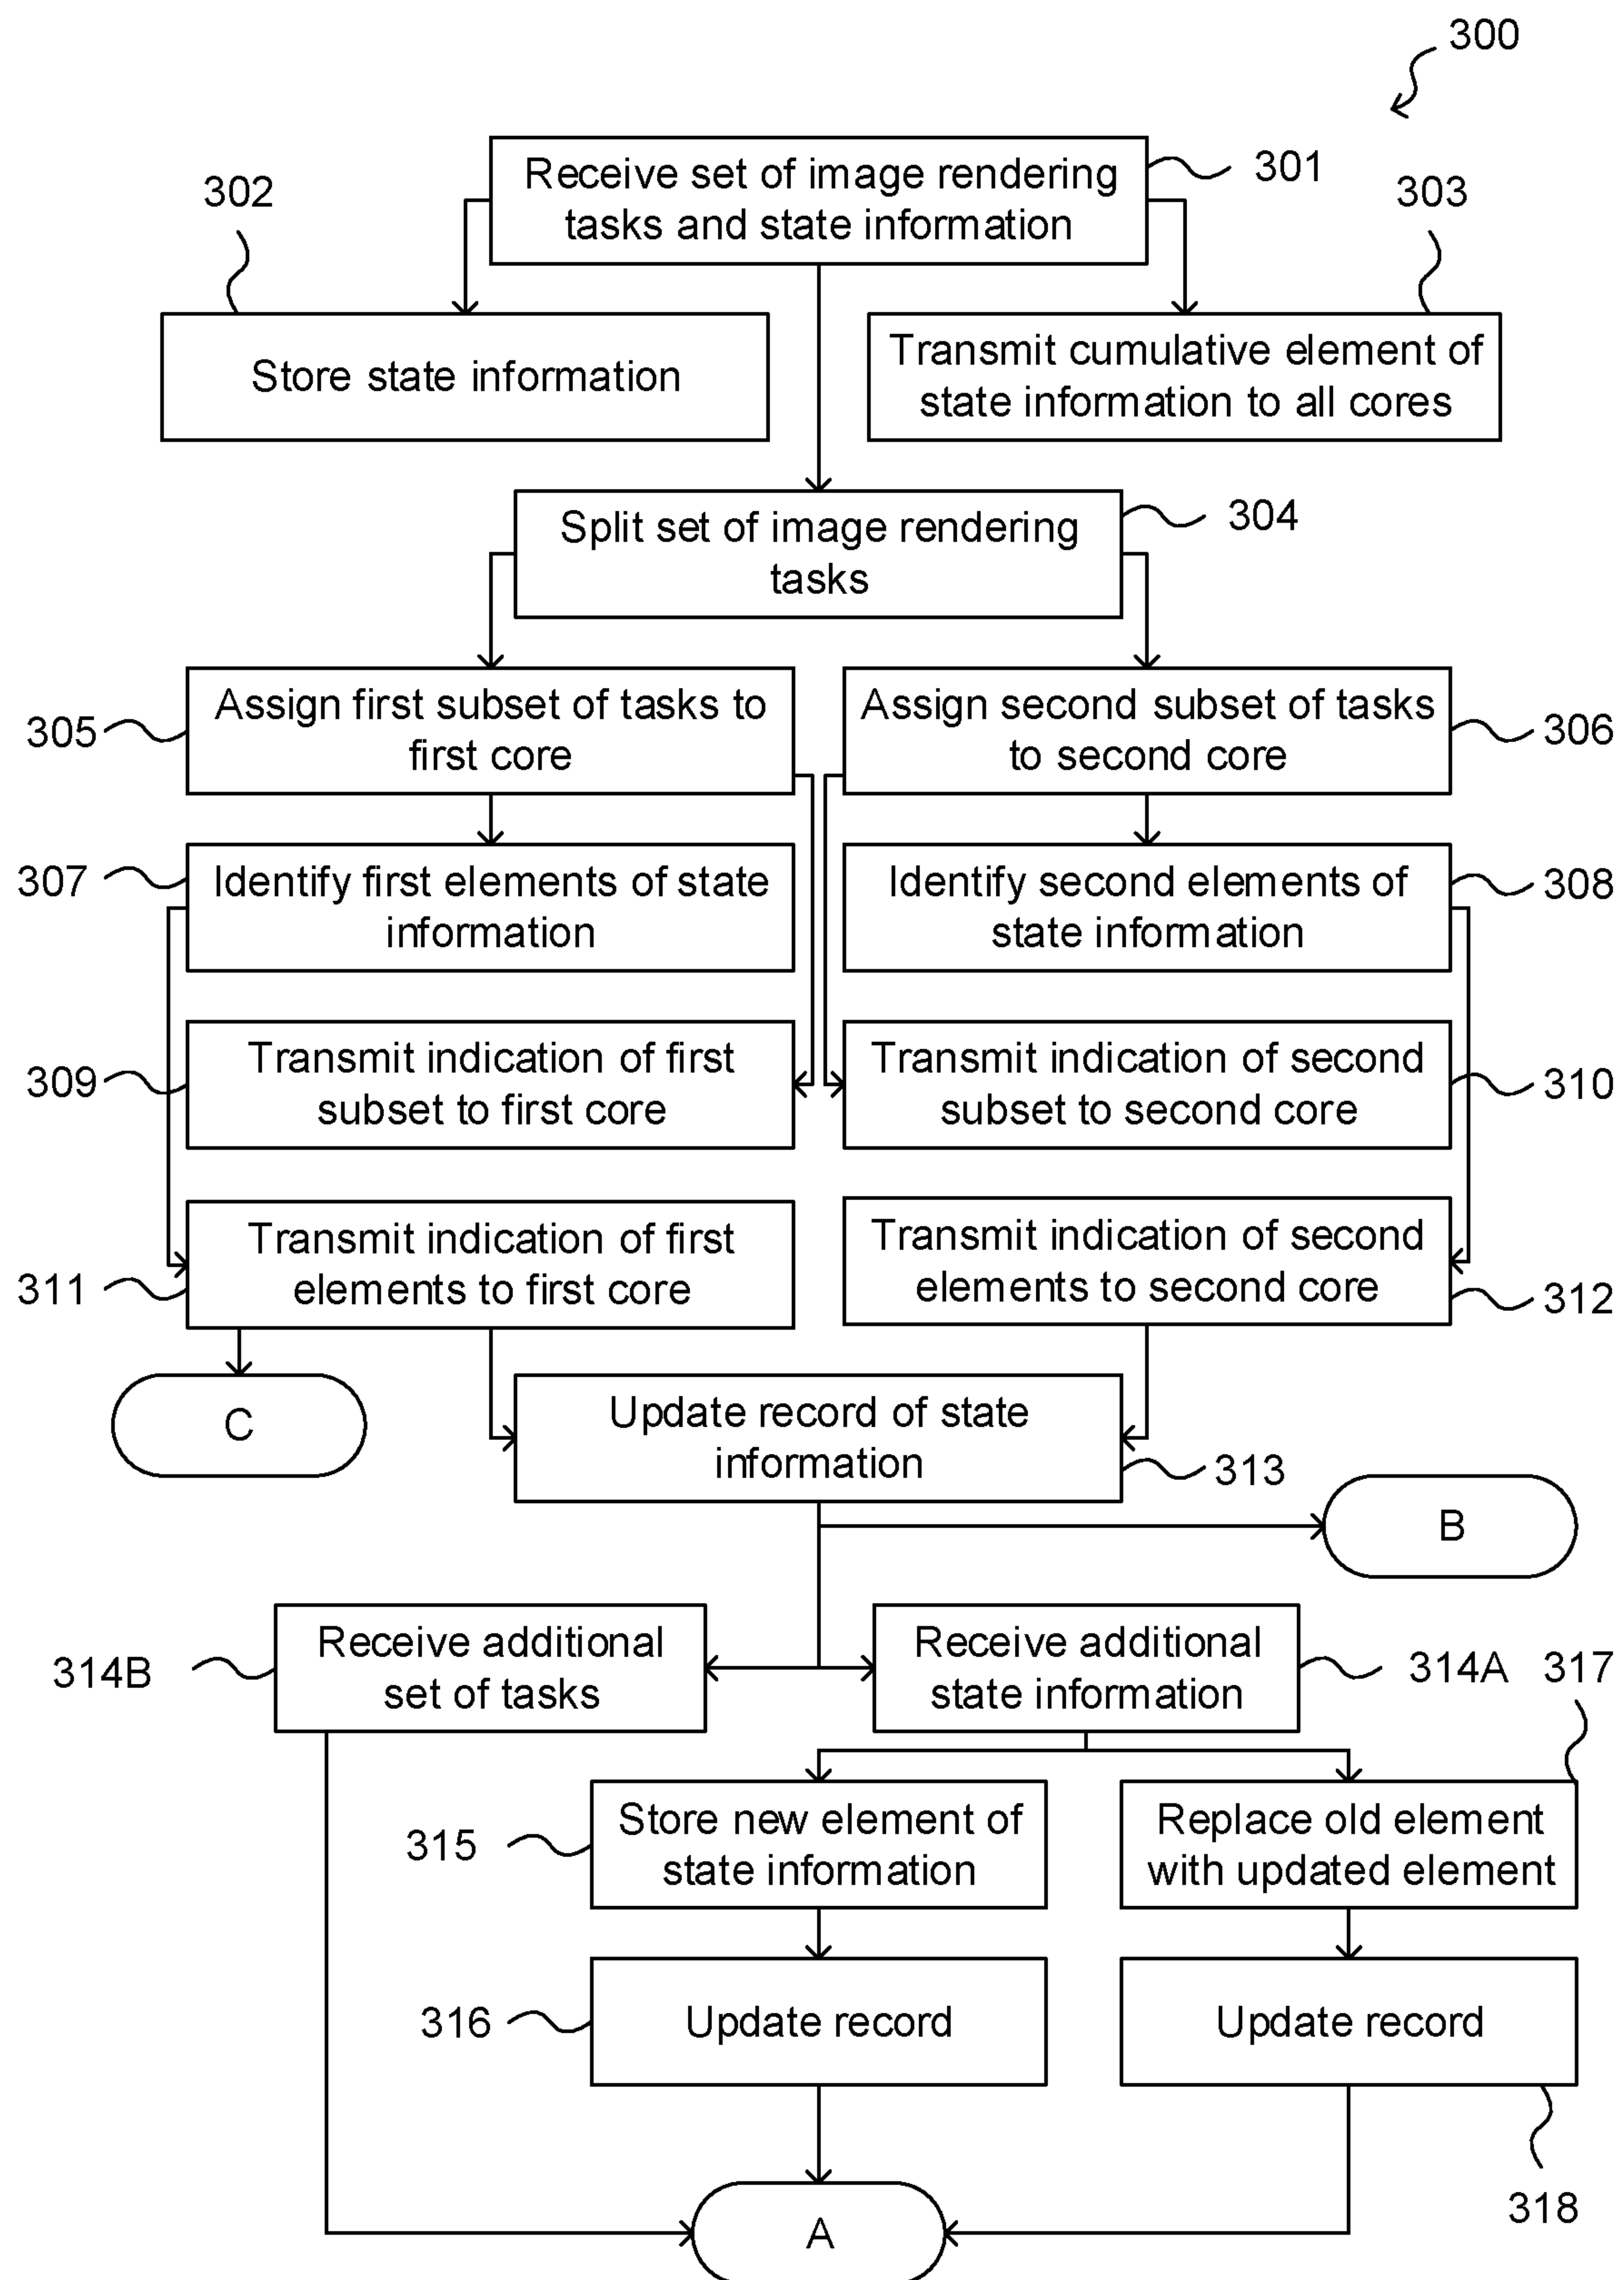 300
Receive set of image rendering
tasks and state information
301
302
303
Store state information
Transmit cumulative element of
state information to all cores
Split set of image rendering
tasks
304
305
Assign first subset of tasks to
first core
Assign second subset of tasks
to second core
306
307
Identify first elements of state
information
Identify second elements of
state information
308
309
Transmit indication of first
subset to first core
Transmit indication of second
subset to second core
310
311
Transmit indication of first
elements to first core
Transmit indication of second
elements to second core
312
C
Update record of state
information
313
B
314B
Receive additional
set of tasks
Receive additional
state information
314A
317
315
Store new element of
state information
Replace old element
with updated element
316
Update record
Update record
318
A